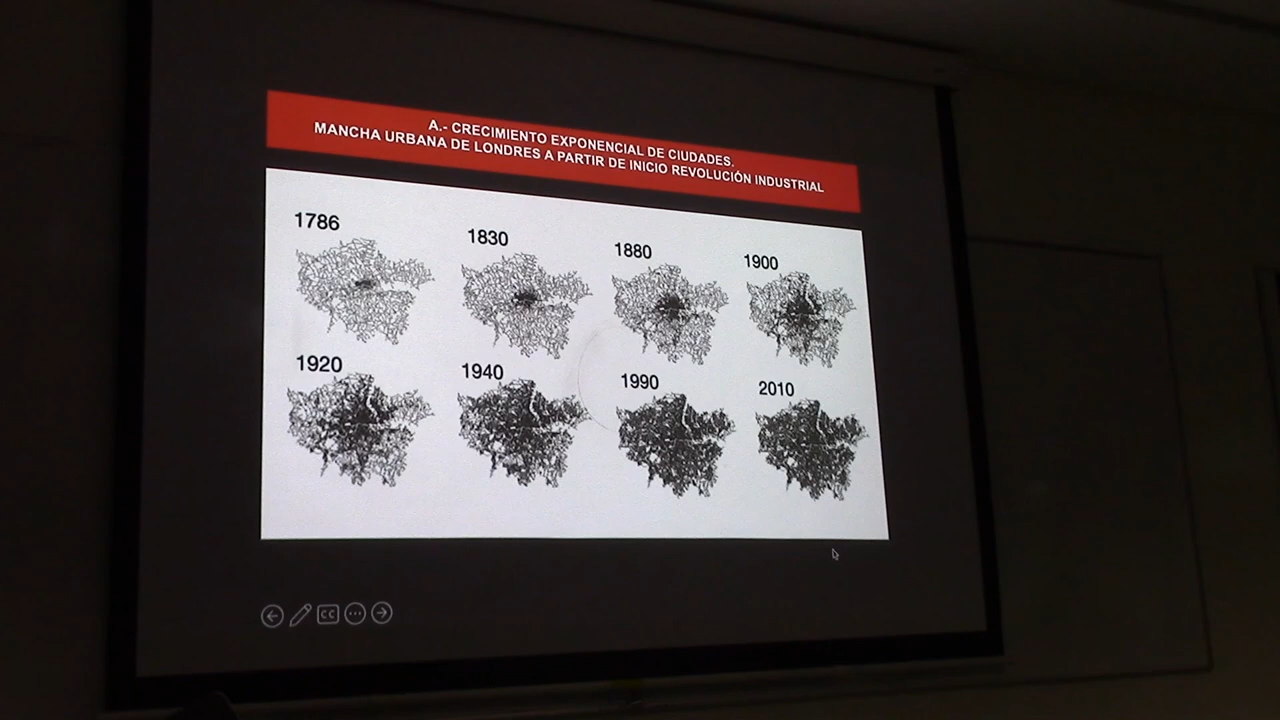 A.- CRECIMIENTO EXPONENCIAL DE CIUDADES.
MANCHA URBANA DE LONDRES A PARTIR DE INICIO REVOLUCIÓN INDUSTRIAL
1786
1830
1880
1900
1920
1940
1990
2010
CC